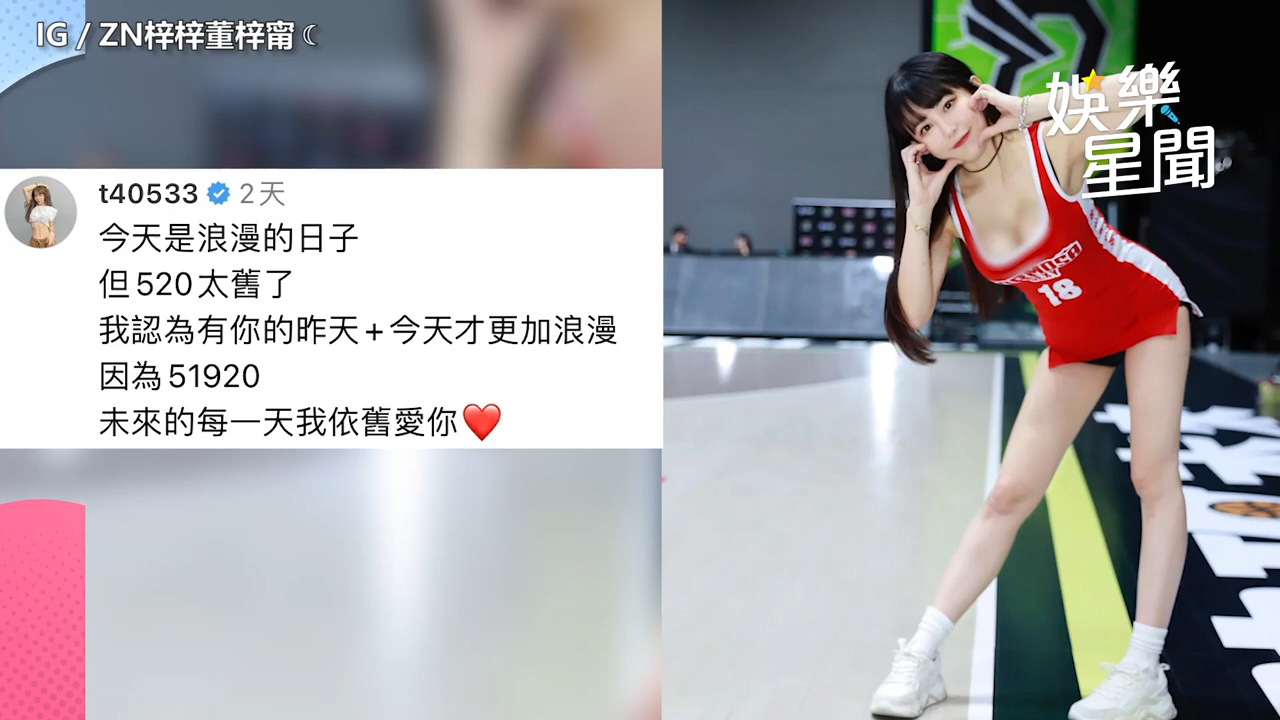 IG / ZN梓梓董梓甯☾
t40533 2天
今天是浪漫的日子
但520太舊了
我認為有你的昨天+今天才更加浪漫
因為51920
未來的每一天我依舊愛你❤️
娛樂
星聞
18